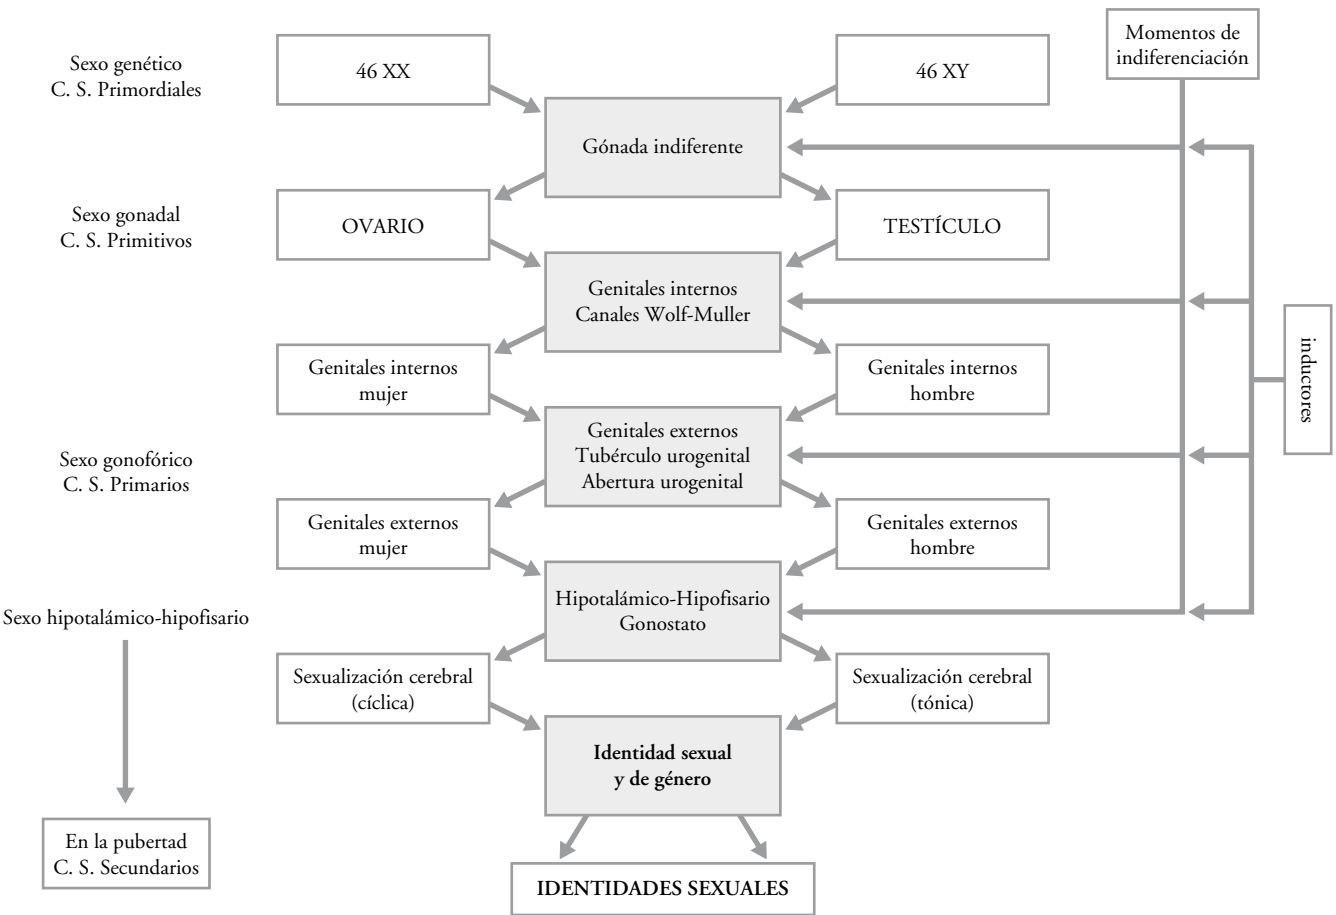 Momentos de
indiferenciación
Sexo genético
C. S. Primordiales
46 XX
46 XY
Gónada indiferente
Sexo gonadal
C. S. Primitivos
OVARIO
TESTÍCULO
Genitales internos
Canales Wolf-Muller
inductores
Genitales internos
mujer
Genitales internos
hombre
Genitales externos
Tubérculo urogenital
Abertura urogenital
Sexo gonofórico
C. S. Primarios
Genitales externos
mujer
Genitales externos
hombre
Hipotalámico-Hipofisario
Gonostato
Sexo hipotalámico-hipofisario
Sexualización cerebral
(cíclica)
Sexualización cerebral
(tónica)
Identidad sexual
y de género
En la pubertad
C. S. Secundarios
IDENTIDADES SEXUALES